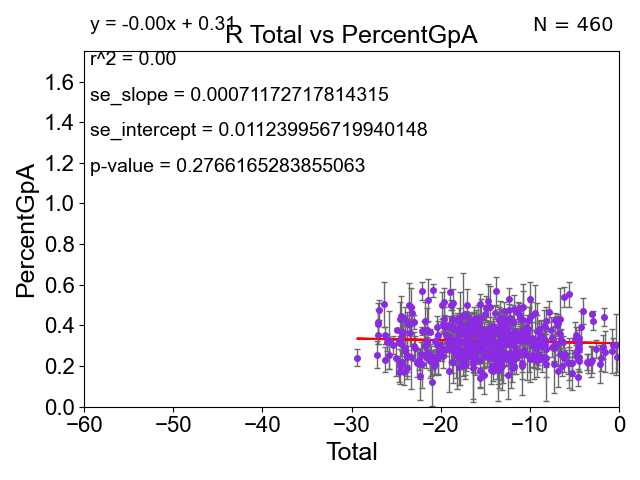 y = -0.00x + 0.31
N = 460
R Total vs PercentGpA
r^2 = 0.00
se_slope = 0.00071172717814315
se_intercept = 0.011239956719940148
p-value = 0.2766165283855063
PercentGpA
1.6
1.4
1.2
1.0
0.8
0.6
0.4
0.2
0.0
−60 −50 −40 −30 −20 −10 0
Total